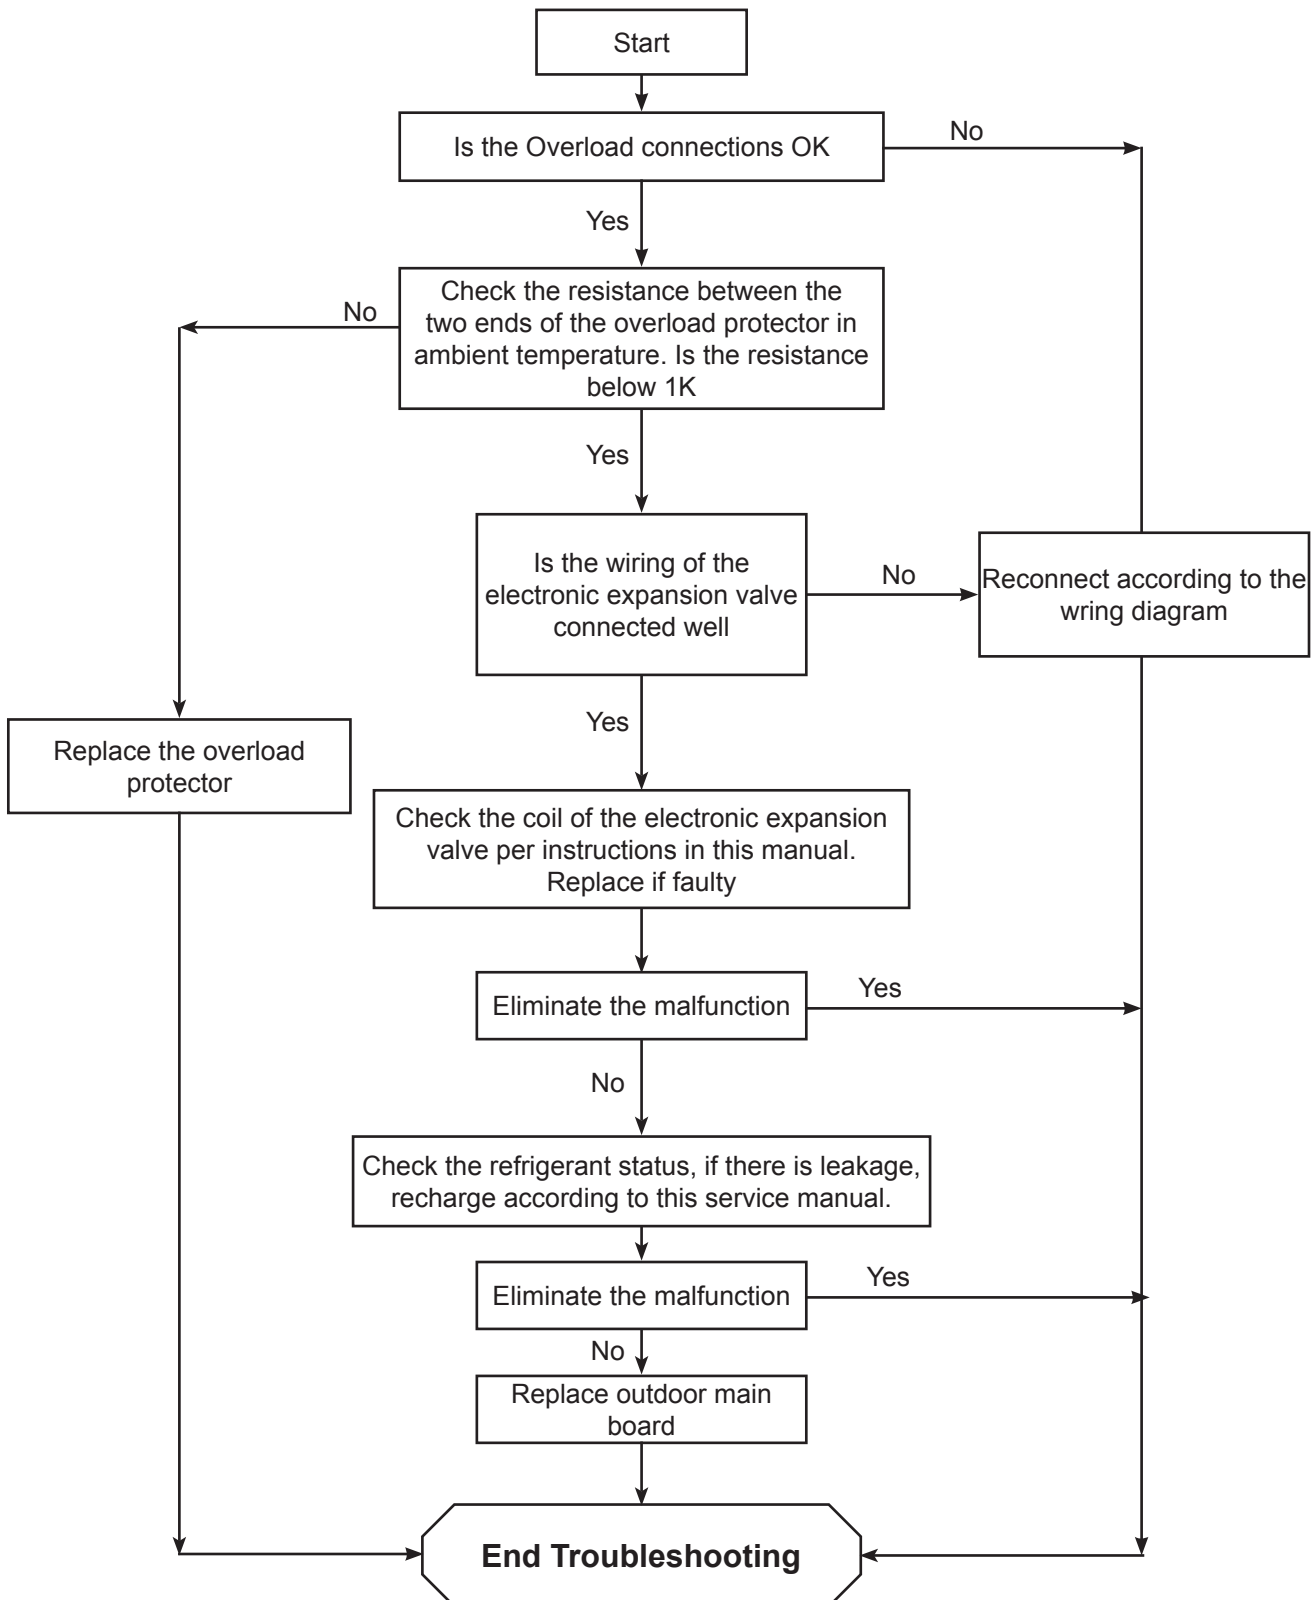 Start
Is the Overload connections OK
No
Yes
Check the resistance between the
two ends of the overload protector in
ambient temperature. Is the resistance
below 1K
No
Yes
Is the wiring of the
electronic expansion valve
connected well
No
Reconnect according to the
wring diagram
Yes
Replace the overload
protector
Check the coil of the electronic expansion
valve per instructions in this manual.
Replace if faulty
Eliminate the malfunction
Yes
No
Check the refrigerant status, if there is leakage,
recharge according to this service manual.
Eliminate the malfunction
Yes
No
Replace outdoor main
board
End Troubleshooting